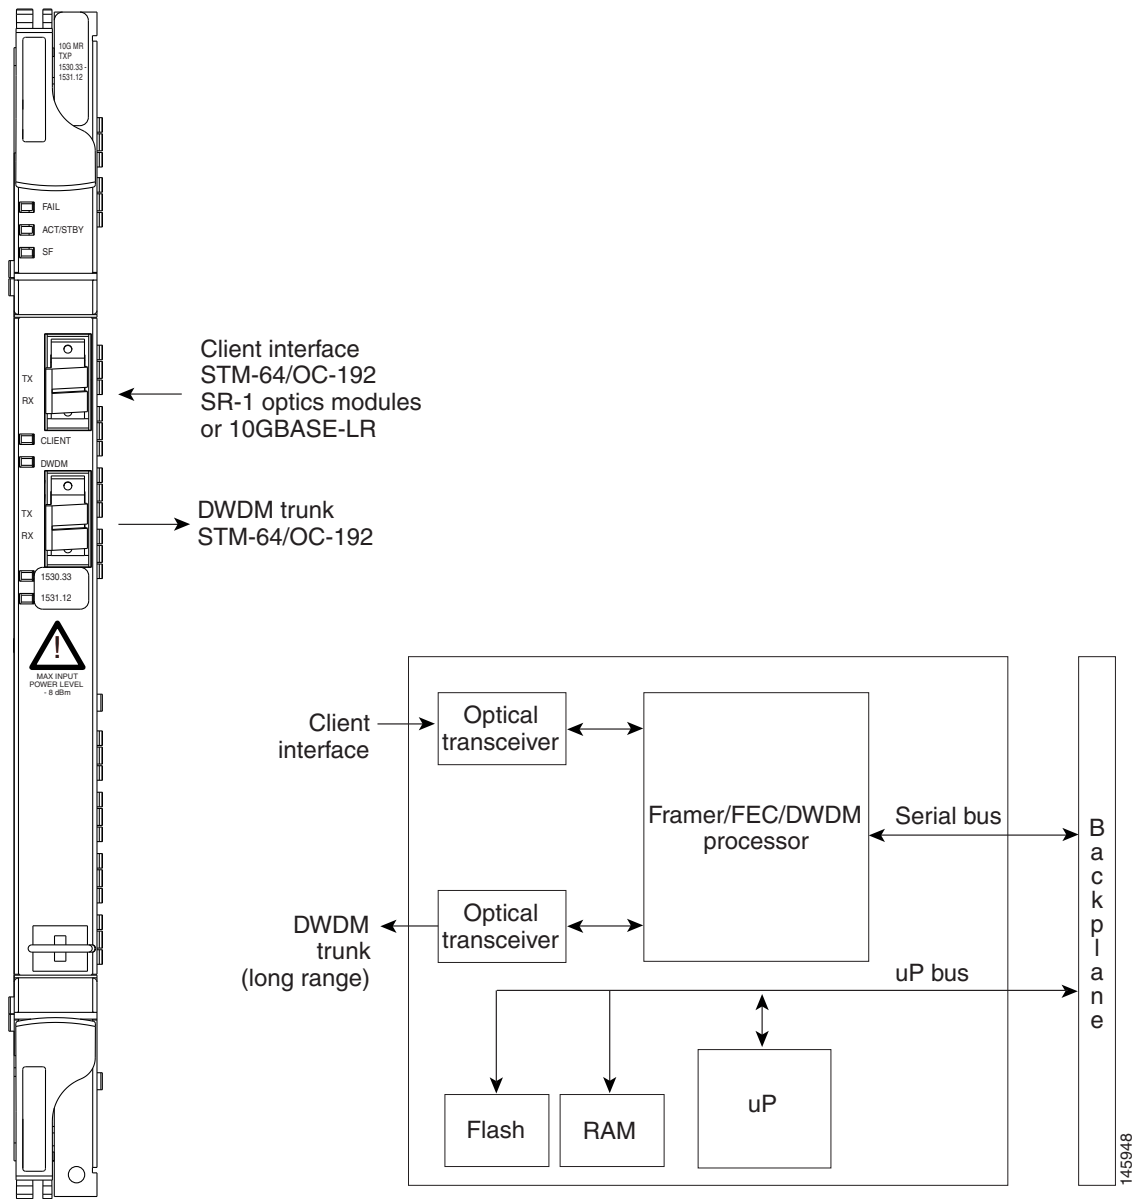 10G MR
TXP
1530.33 -
1531.12
FAIL
ACT/STBY
SF
TX
RX
CLIENT
DWDM
TX
RX
1530.33
1531.12
!
MAX INPUT
POWER LEVEL
- 8 dBm
Client interface
STM-64/OC-192
SR-1 optics modules
or 10GBASE-LR
DWDM trunk
STM-64/OC-192
Client
interface
Optical
transceiver
Framer/FEC/DWDM
processor
Serial bus
DWDM
trunk
(long range)
Optical
transceiver
uP bus
Flash
RAM
uP
Backplane
145948